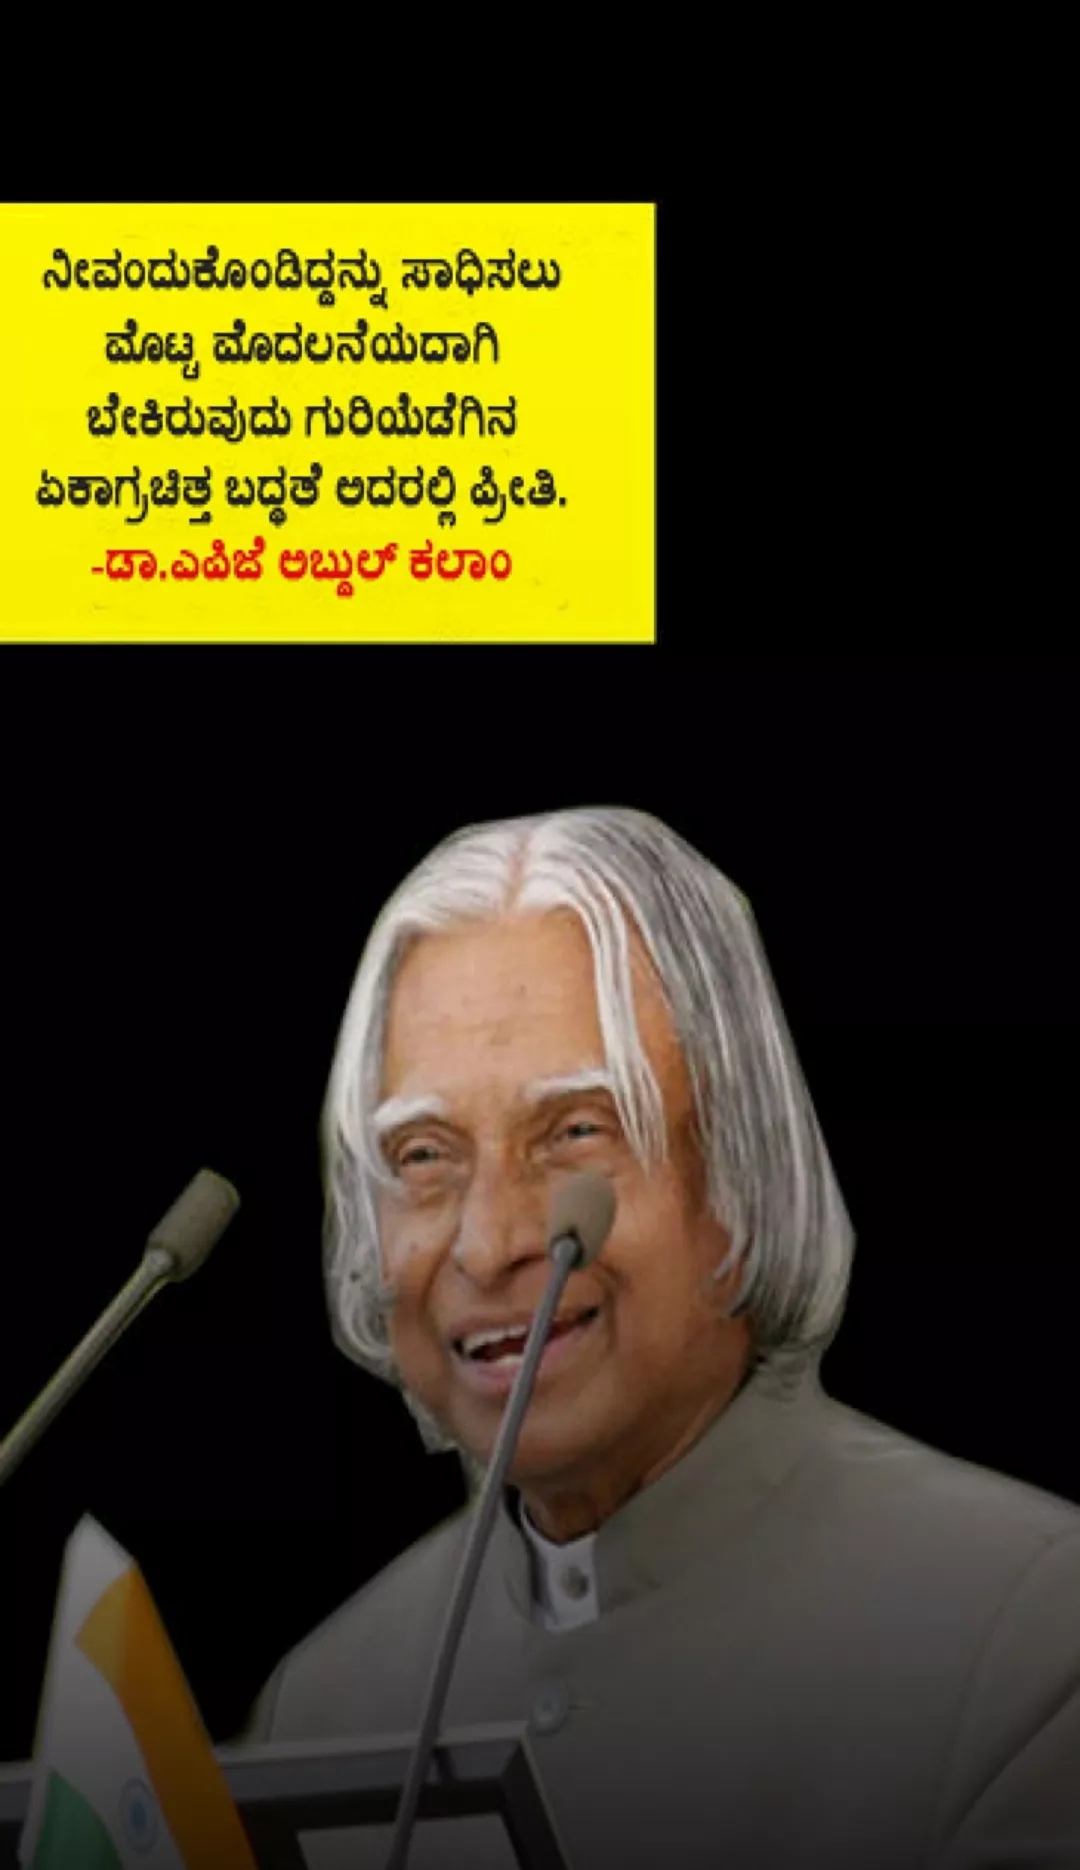 ನೀವಂದುಕೊಂಡಿದ್ದನ್ನು ಸಾಧಿಸಲು
ಮೊಟ್ಟ ಮೊದಲನೆಯದಾಗಿ
ಬೇಕಿರುವುದು ಗುರಿಯೆಡೆಗಿನ
ಏಕಾಗ್ರಚಿತ್ತ ಬದ್ಧತೆ ಅದರಲ್ಲಿ ಪ್ರೀತಿ.
-ಡಾ.ಎಪಿಜೆ ಅಬ್ದುಲ್ ಕಲಾಂ